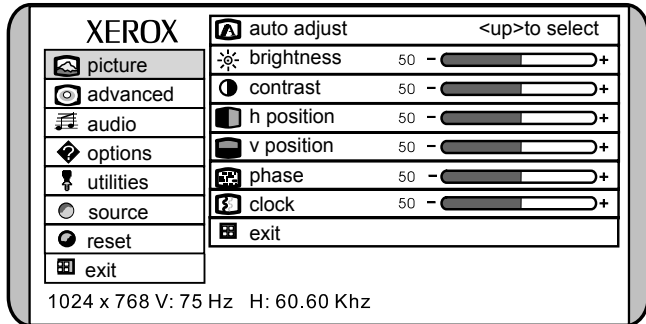 XEROX
picture
advanced
audio
options
utilities
source
reset
exit
auto adjust <up>to select
brightness 50 - +
contrast 50 - +
h position 50 - +
v position 50 - +
phase 50 - +
clock 50 - +
exit
1024 x 768 V: 75 Hz H: 60.60 Khz